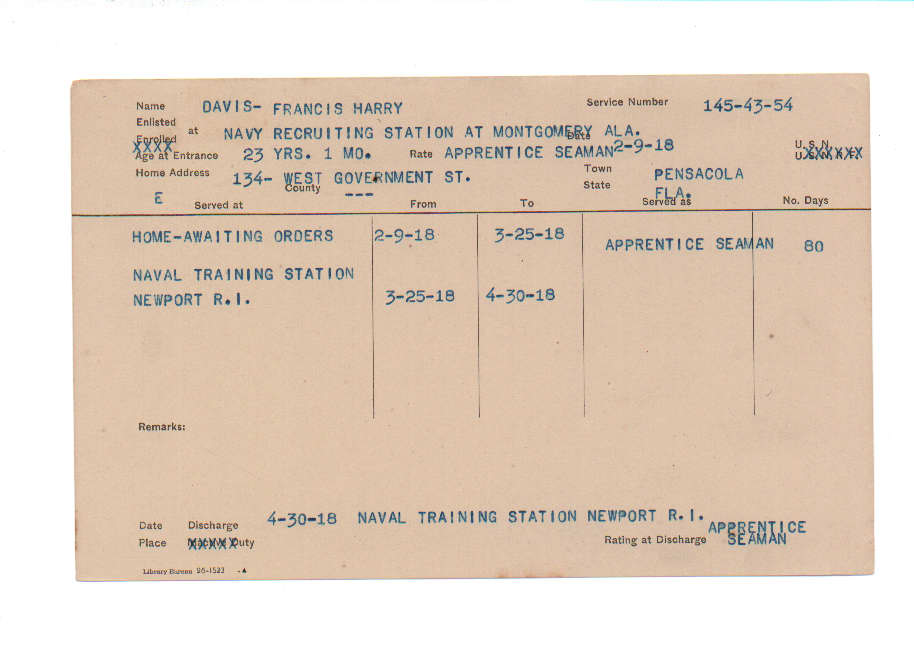 Name DAVIS- FRANCIS HARRY Service Number 145-43-54
Enlisted
Enrolled at NAVY RECRUITING STATION AT MONTGOMERY ALA. Date
XXXX
Age at Entrance 23 YRS. 1 MO. Rate APPRENTICE SEAMAN 2-9-18 U.S.N.
Home Address 134- WEST GOVERNMENT ST. Town PENSACOLA
County --- State FLA.
E Served at From To Served as No. Days
HOME-AWAITING ORDERS 2-9-18 3-25-18 APPRENTICE SEAMAN 80
NAVAL TRAINING STATION
NEWPORT R.I. 3-25-18 4-30-18
Remarks:
Date Discharge 4-30-18 NAVAL TRAINING STATION NEWPORT R.I.
Place XXXXX Duty Rating at Discharge APPRENTICE SEAMAN
Library Bureau 96-1523